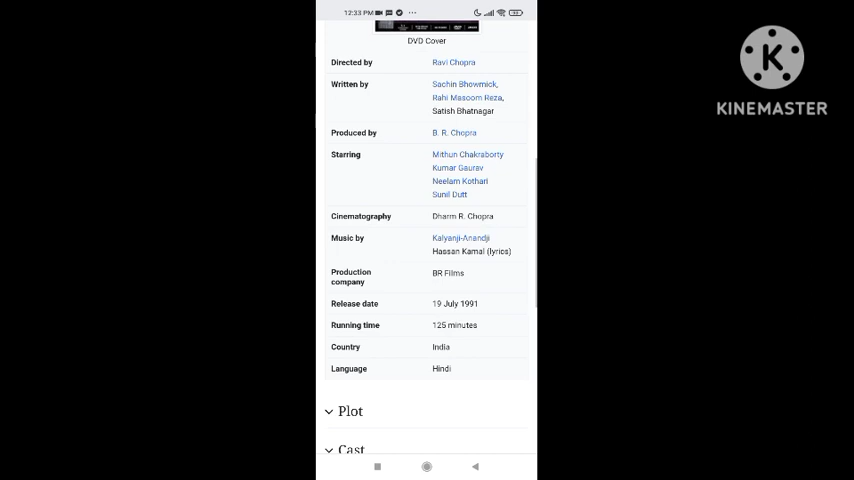 12:33 PM
DVD Cover
Directed by Ravi Chopra
Written by Sachin Bhowmick,
Rahi Masoom Reza,
Satish Bhatnagar
Produced by B. R. Chopra
Starring Mithun Chakraborty
Kumar Gaurav
Neelam Kothari
Sunil Dutt
Cinematography Dharm R. Chopra
Music by Kalyanji-Anandji
Hassan Kamal (lyrics)
Production company BR Films
Release date 19 July 1991
Running time 125 minutes
Country India
Language Hindi
Plot
Cast
K
KINEMASTER